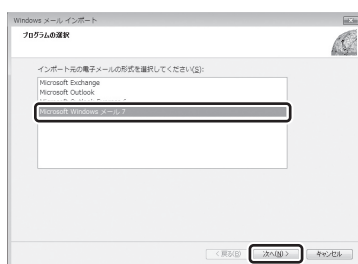 Windows メール インポート
プログラムの選択
インポート元の電子メールの形式を選択してください(S):
Microsoft Exchange
Microsoft Outlook
Microsoft Windows メール 7
< 戻る(B)
次へ(N) >
キャンセル